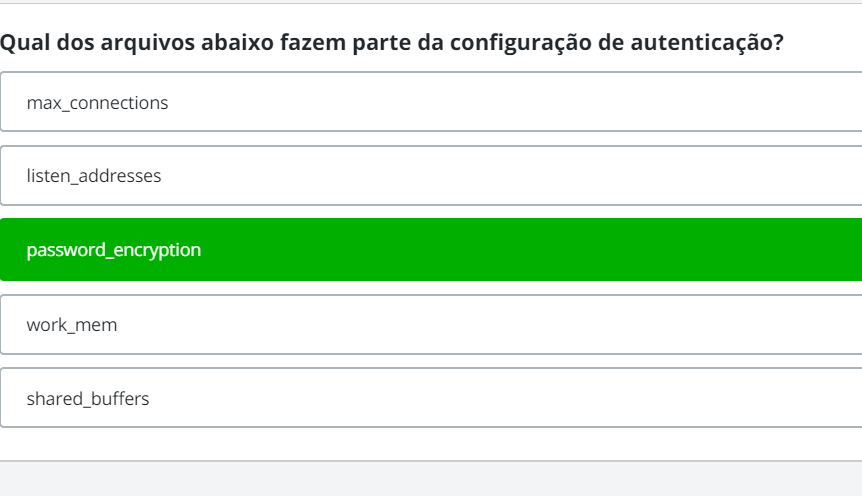 Qual dos arquivos abaixo fazem parte da configuração de autenticação?
max_connections
listen_addresses
password_encryption
work_mem
shared_buffers